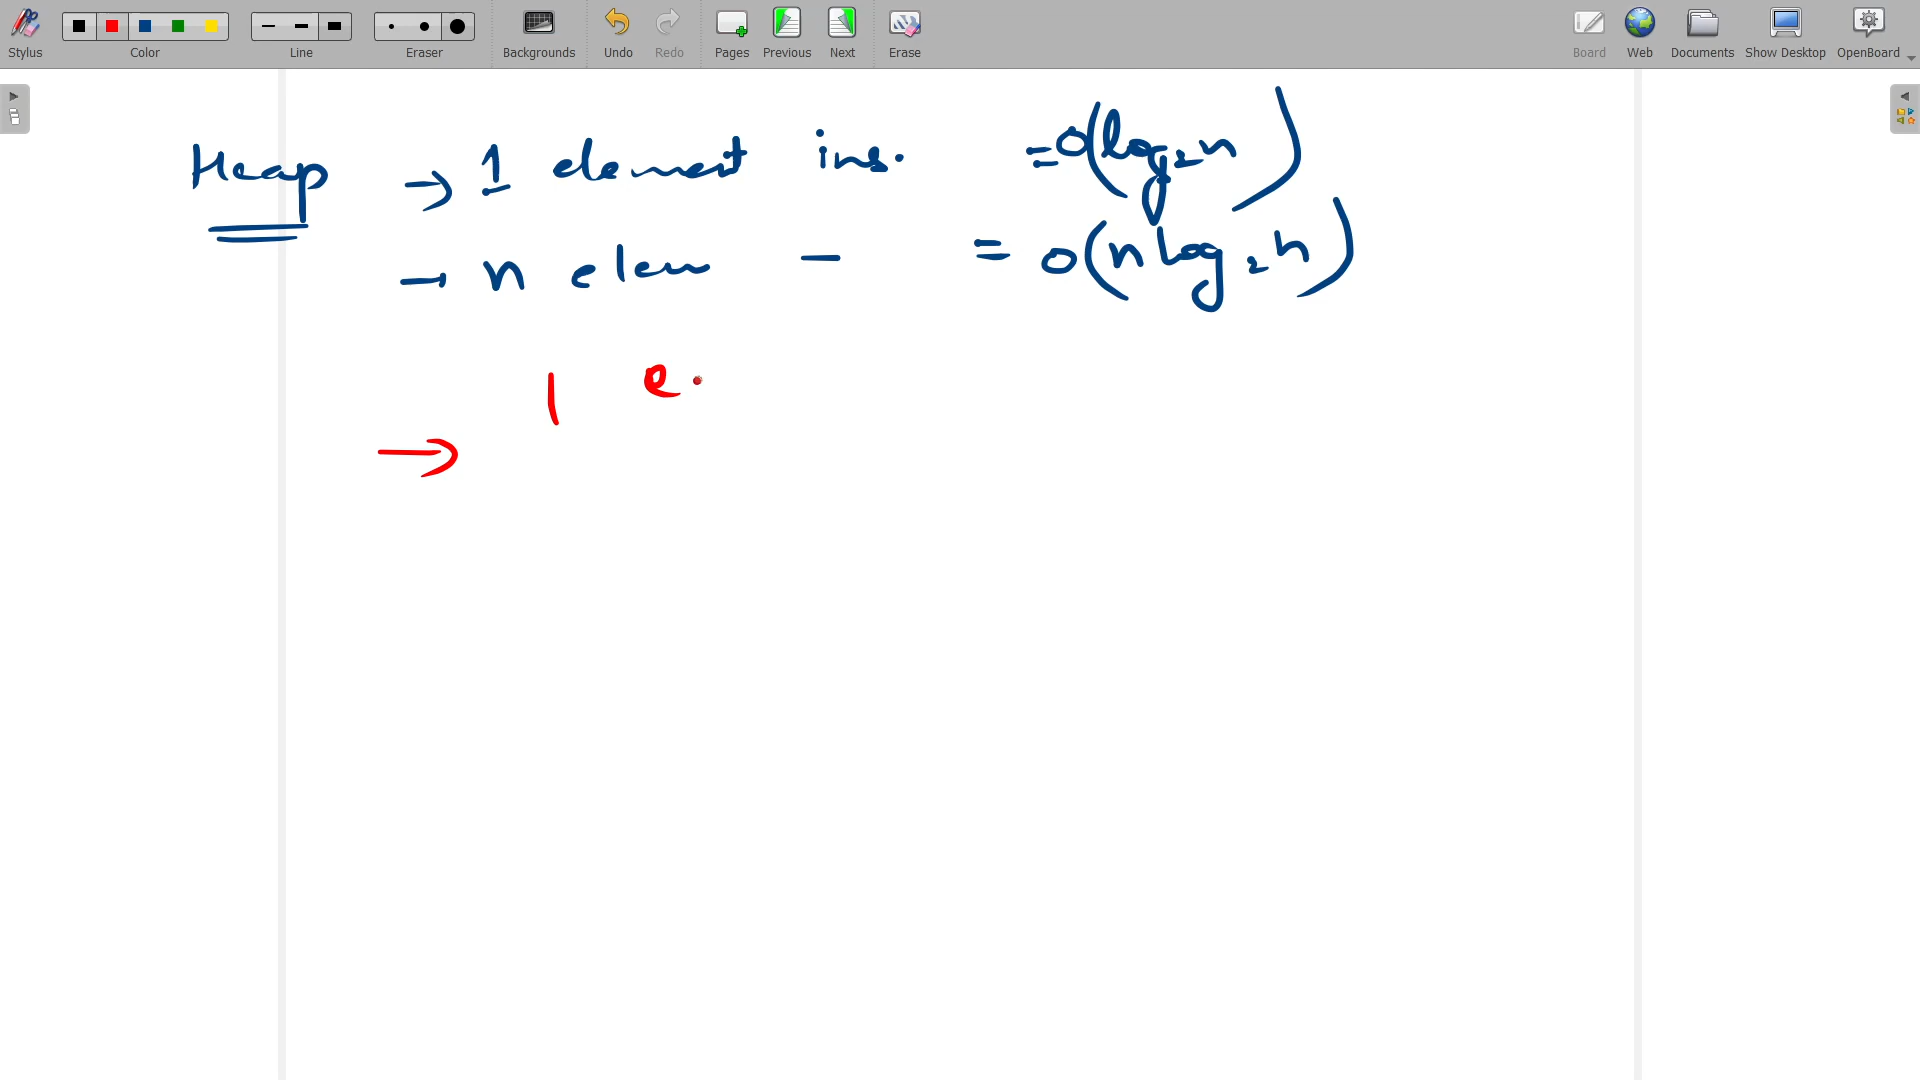 Stylus Color Line Eraser Backgrounds Undo Redo Pages Previous Next Erase Board Web Documents Show Desktop OpenBoard
Heap → 1 element ins. = O(log₂n)
→ n elem — = O(n log₂n)
1 e
→